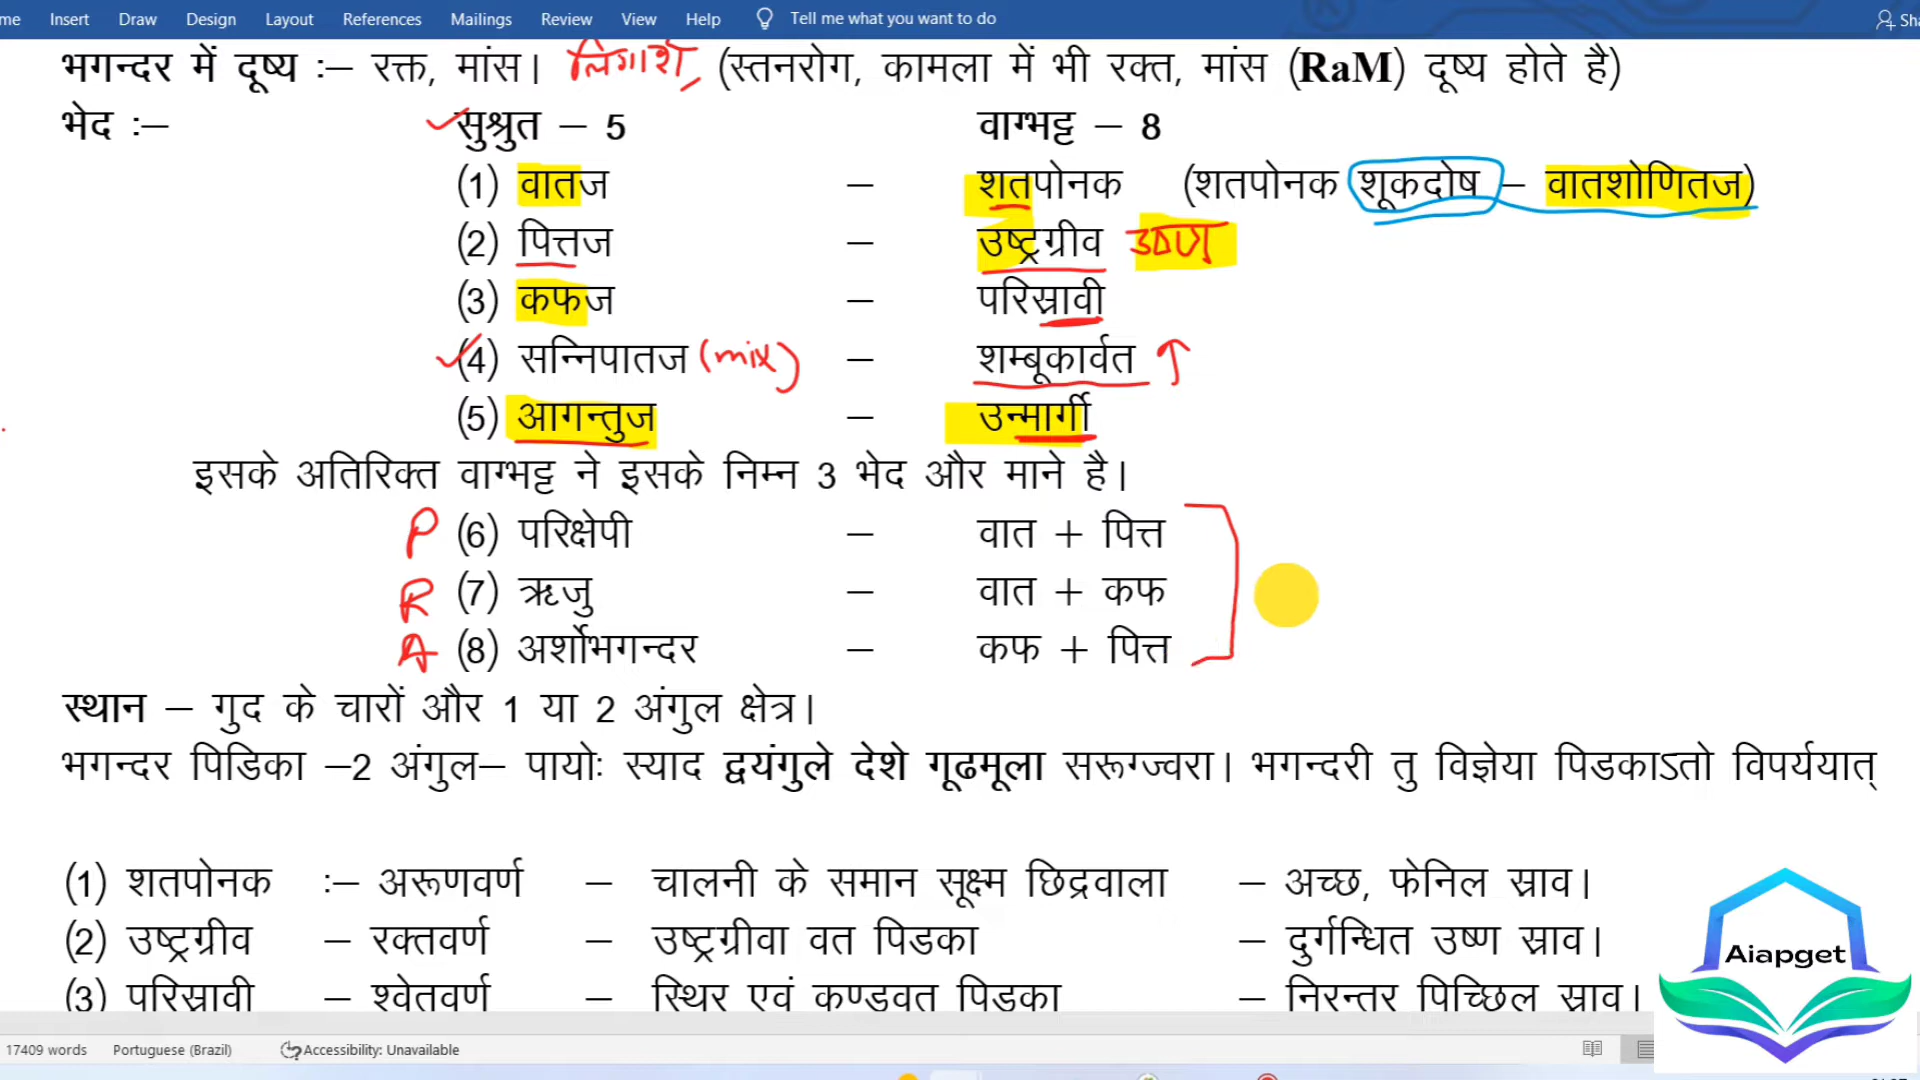 me Insert Draw Design Layout References Mailings Review View Help Tell me what you want to do Sha
भगन्दर में दूष्य :– रक्त, मांस। लिंगार्श, (स्तनरोग, कामला में भी रक्त, मांस (RaM) दूष्य होते है)
भेद :– सुश्रुत – 5 वाग्भट्ट – 8
(1) वातज – शतपोनक (शतपोनक शूकदोष – वातशोणितज)
(2) पित्तज – उष्ट्रग्रीव उष्ण
(3) कफज – परिस्रावी
(4) सन्निपातज (mix) – शम्बूकार्वत
(5) आगन्तुज – उन्मार्गी
इसके अतिरिक्त वाग्भट्ट ने इसके निम्न 3 भेद और माने है।
P (6) परिक्षेपी – वात + पित्त
R (7) ऋजु – वात + कफ
A (8) अर्शोभगन्दर – कफ + पित्त
स्थान – गुद के चारों और 1 या 2 अंगुल क्षेत्र।
भगन्दर पिडिका –2 अंगुल– पायोः स्याद द्वयंगुले देशे गूढमूला सरूग्ज्वरा। भगन्दरी तु विज्ञेया पिडकाऽतो विपर्ययात्
(1) शतपोनक :– अरूणवर्ण – चालनी के समान सूक्ष्म छिद्रवाला – अच्छ, फेनिल स्राव।
(2) उष्ट्रग्रीव – रक्तवर्ण – उष्ट्रग्रीवा वत पिडका – दुर्गन्धित उष्ण स्राव।
(3) परिस्रावी – श्वेतवर्ण – स्थिर एवं कण्डवत पिडका – निरन्तर पिच्छिल स्राव।
Aiapget
17409 words Portuguese (Brazil) Accessibility: Unavailable